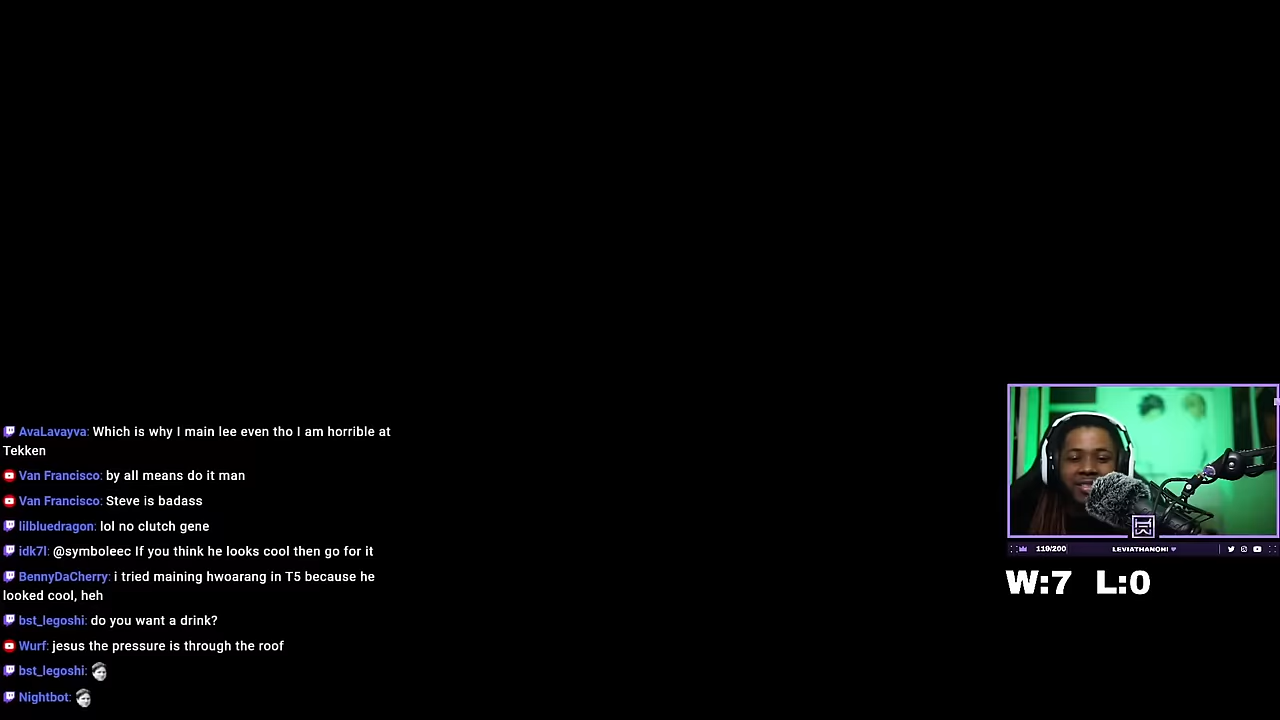 AvaLavayva: Which is why I main lee even tho I am horrible at
Tekken
Van Francisco: by all means do it man
Van Francisco: Steve is badass
lilbluedragon: lol no clutch gene
idk7l: @symboleec If you think he looks cool then go for it
BennyDaCherry: i tried maining hwoarang in T5 because he
looked cool, heh
bst_legoshi: do you want a drink?
Wurf: jesus the pressure is through the roof
bst_legoshi:
Nightbot:
119/200
LEVIATHANCHI
W:7 L:0